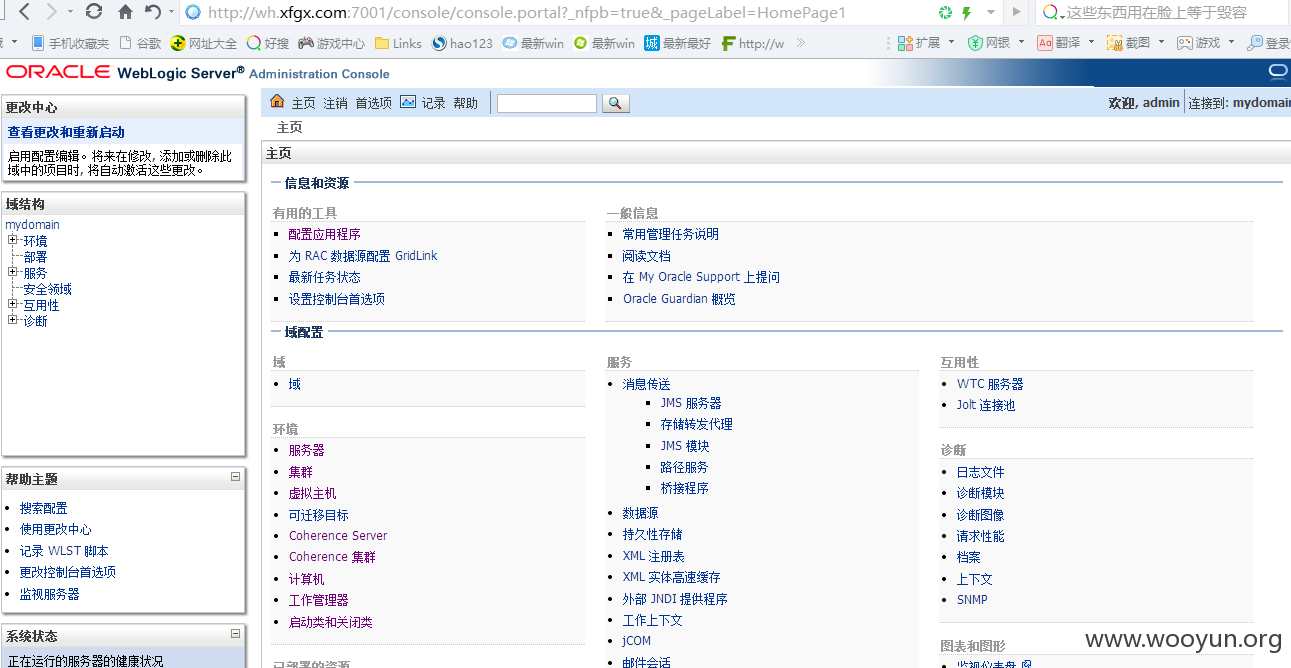 http://wh.xfgx.com:7001/console/console.portal?_nfpb=true&_pageLabel=HomePage1
这些东西用在脸上等于毁容
手机收藏夹 谷歌 网址大全 好搜 游戏中心 Links hao123 最新win 最新win 城 最新最好 http://w » 扩展 网银 翻译 截图 游戏 登录
ORACLE WebLogic Server® Administration Console
主页 注销 首选项 记录 帮助
欢迎, admin 连接到: mydomain
主页
主页
更改中心
查看更改和重新启动
启用配置编辑。将来在修改, 添加或删除此
域中的项目时, 将自动激活这些更改。
域结构
mydomain
环境
部署
服务
安全领域
互用性
诊断
帮助主题
搜索配置
使用更改中心
记录 WLST 脚本
更改控制台首选项
监视服务器
系统状态
正在运行的服务器的健康状况
信息和资源
有用的工具
配置应用程序
为 RAC 数据源配置 GridLink
最新任务状态
设置控制台首选项
一般信息
常用管理任务说明
阅读文档
在 My Oracle Support 上提问
Oracle Guardian 概览
域配置
域
域
环境
服务器
集群
虚拟主机
可迁移目标
Coherence Server
Coherence 集群
计算机
工作管理器
启动类和关闭类
已部署的资源
服务
消息传送
JMS 服务器
存储转发代理
JMS 模块
路径服务
桥接程序
数据源
持久性存储
XML 注册表
XML 实体高速缓存
外部 JNDI 提供程序
工作上下文
jCOM
邮件会话
互用性
WTC 服务器
Jolt 连接池
诊断
日志文件
诊断模块
诊断图像
请求性能
档案
上下文
SNMP
图表和图形
监视仪表盘
www.wooyun.org